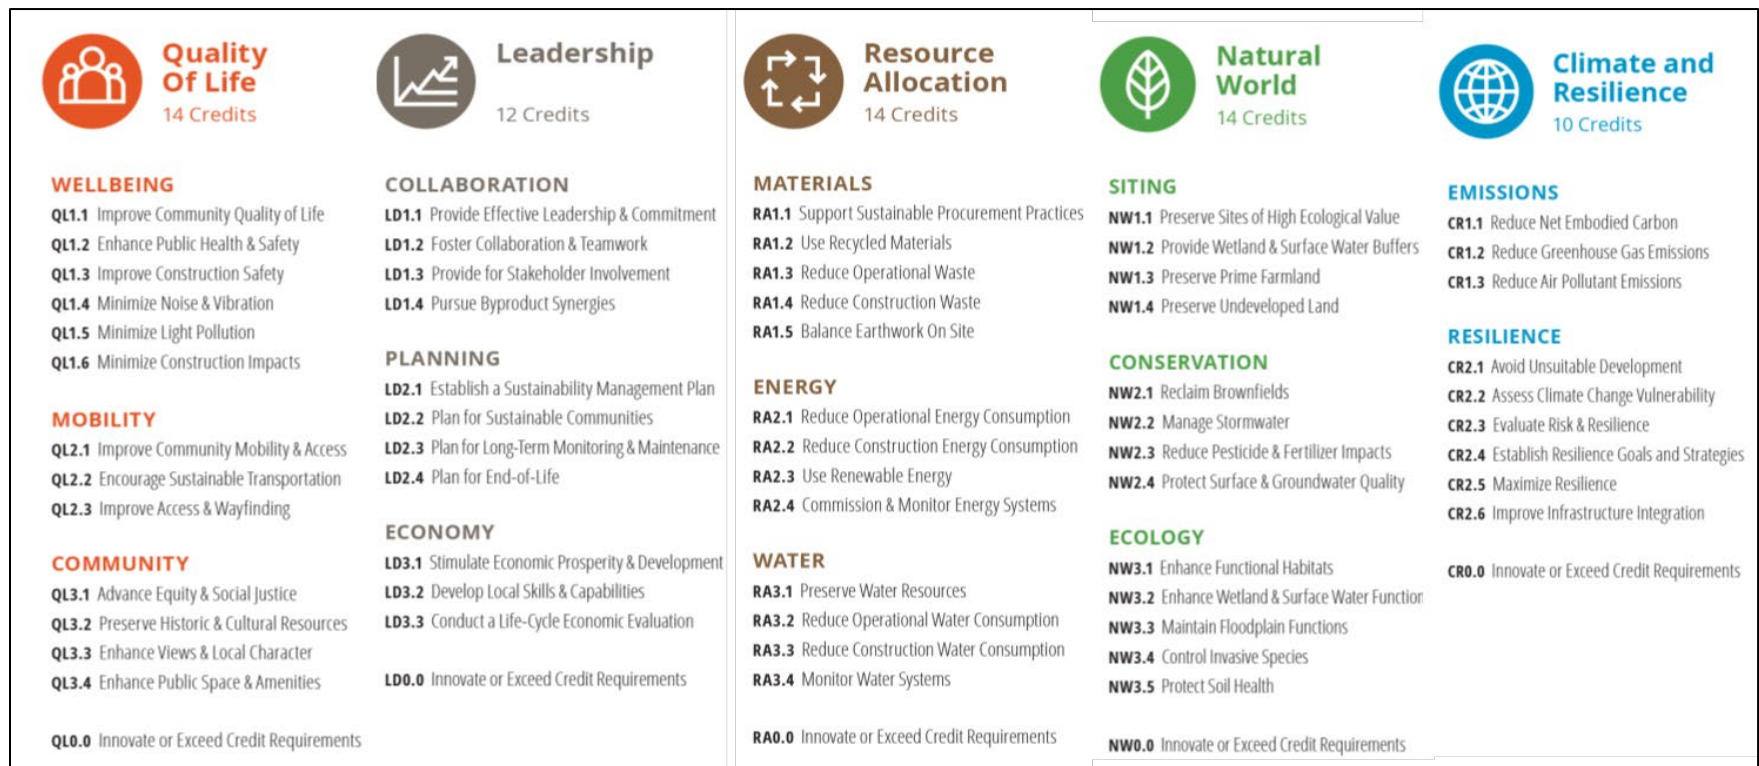 Quality
Of Life
14 Credits
WELLBEING
QL1.1 Improve Community Quality of Life
QL1.2 Enhance Public Health & Safety
QL1.3 Improve Construction Safety
QL1.4 Minimize Noise & Vibration
QL1.5 Minimize Light Pollution
QL1.6 Minimize Construction Impacts
MOBILITY
QL2.1 Improve Community Mobility & Access
QL2.2 Encourage Sustainable Transportation
QL2.3 Improve Access & Wayfinding
COMMUNITY
QL3.1 Advance Equity & Social Justice
QL3.2 Preserve Historic & Cultural Resources
QL3.3 Enhance Views & Local Character
QL3.4 Enhance Public Space & Amenities
QL0.0 Innovate or Exceed Credit Requirements
Leadership
12 Credits
COLLABORATION
LD1.1 Provide Effective Leadership & Commitment
LD1.2 Foster Collaboration & Teamwork
LD1.3 Provide for Stakeholder Involvement
LD1.4 Pursue Byproduct Synergies
PLANNING
LD2.1 Establish a Sustainability Management Plan
LD2.2 Plan for Sustainable Communities
LD2.3 Plan for Long-Term Monitoring & Maintenance
LD2.4 Plan for End-of-Life
ECONOMY
LD3.1 Stimulate Economic Prosperity & Development
LD3.2 Develop Local Skills & Capabilities
LD3.3 Conduct a Life-Cycle Economic Evaluation
LD0.0 Innovate or Exceed Credit Requirements
Resource
Allocation
14 Credits
MATERIALS
RA1.1 Support Sustainable Procurement Practices
RA1.2 Use Recycled Materials
RA1.3 Reduce Operational Waste
RA1.4 Reduce Construction Waste
RA1.5 Balance Earthwork On Site
ENERGY
RA2.1 Reduce Operational Energy Consumption
RA2.2 Reduce Construction Energy Consumption
RA2.3 Use Renewable Energy
RA2.4 Commission & Monitor Energy Systems
WATER
RA3.1 Preserve Water Resources
RA3.2 Reduce Operational Water Consumption
RA3.3 Reduce Construction Water Consumption
RA3.4 Monitor Water Systems
RA0.0 Innovate or Exceed Credit Requirements
Natural
World
14 Credits
SITING
NW1.1 Preserve Sites of High Ecological Value
NW1.2 Provide Wetland & Surface Water Buffers
NW1.3 Preserve Prime Farmland
NW1.4 Preserve Undeveloped Land
CONSERVATION
NW2.1 Reclaim Brownfields
NW2.2 Manage Stormwater
NW2.3 Reduce Pesticide & Fertilizer Impacts
NW2.4 Protect Surface & Groundwater Quality
ECOLOGY
NW3.1 Enhance Functional Habitats
NW3.2 Enhance Wetland & Surface Water Function
NW3.3 Maintain Floodplain Functions
NW3.4 Control Invasive Species
NW3.5 Protect Soil Health
NW0.0 Innovate or Exceed Credit Requirements
Climate and
Resilience
10 Credits
EMISSIONS
CR1.1 Reduce Net Embodied Carbon
CR1.2 Reduce Greenhouse Gas Emissions
CR1.3 Reduce Air Pollutant Emissions
RESILIENCE
CR2.1 Avoid Unsuitable Development
CR2.2 Assess Climate Change Vulnerability
CR2.3 Evaluate Risk & Resilience
CR2.4 Establish Resilience Goals and Strategies
CR2.5 Maximize Resilience
CR2.6 Improve Infrastructure Integration
CR0.0 Innovate or Exceed Credit Requirements